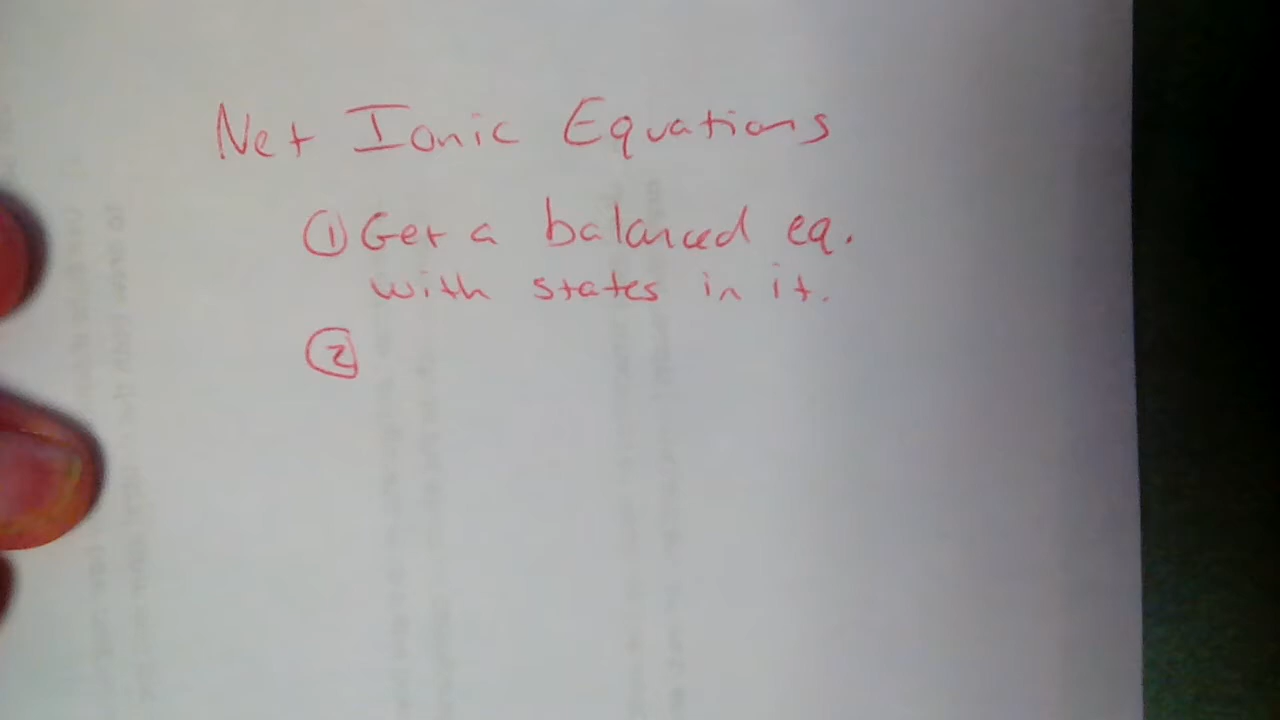 Net Ionic Equations
① Get a balanced eq.
with states in it.
②